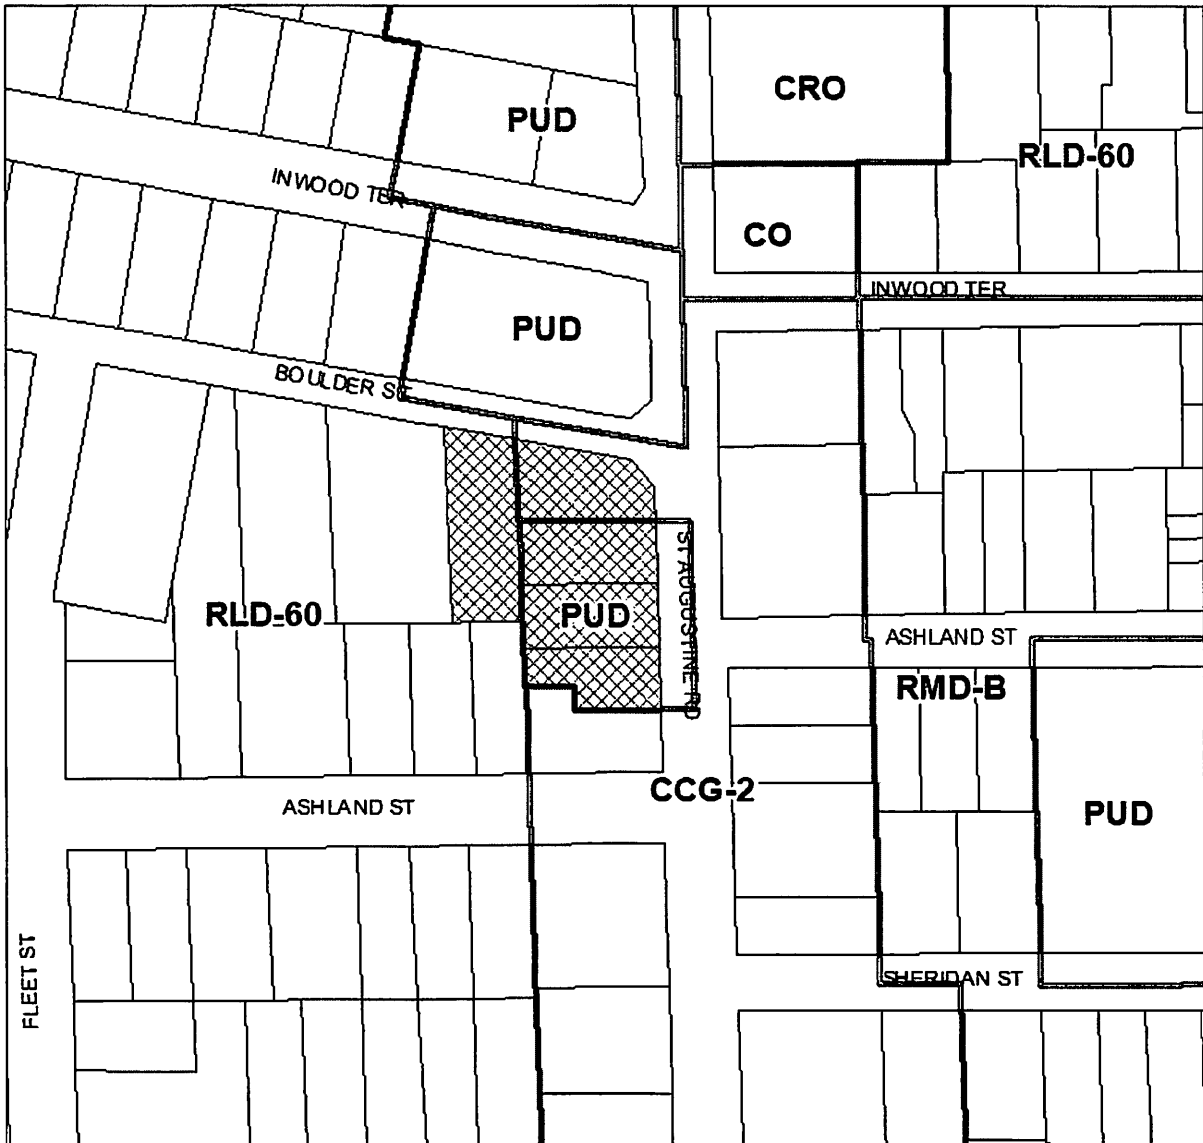 CRO
PUD
RLD-60
INWOOD TER
CO
INWOOD TER
PUD
BOULDER ST
ST AUGUSTINE RD
RLD-60
PUD
ASHLAND ST
RMD-B
CCG-2
ASHLAND ST
PUD
FLEET ST
SHERIDAN ST